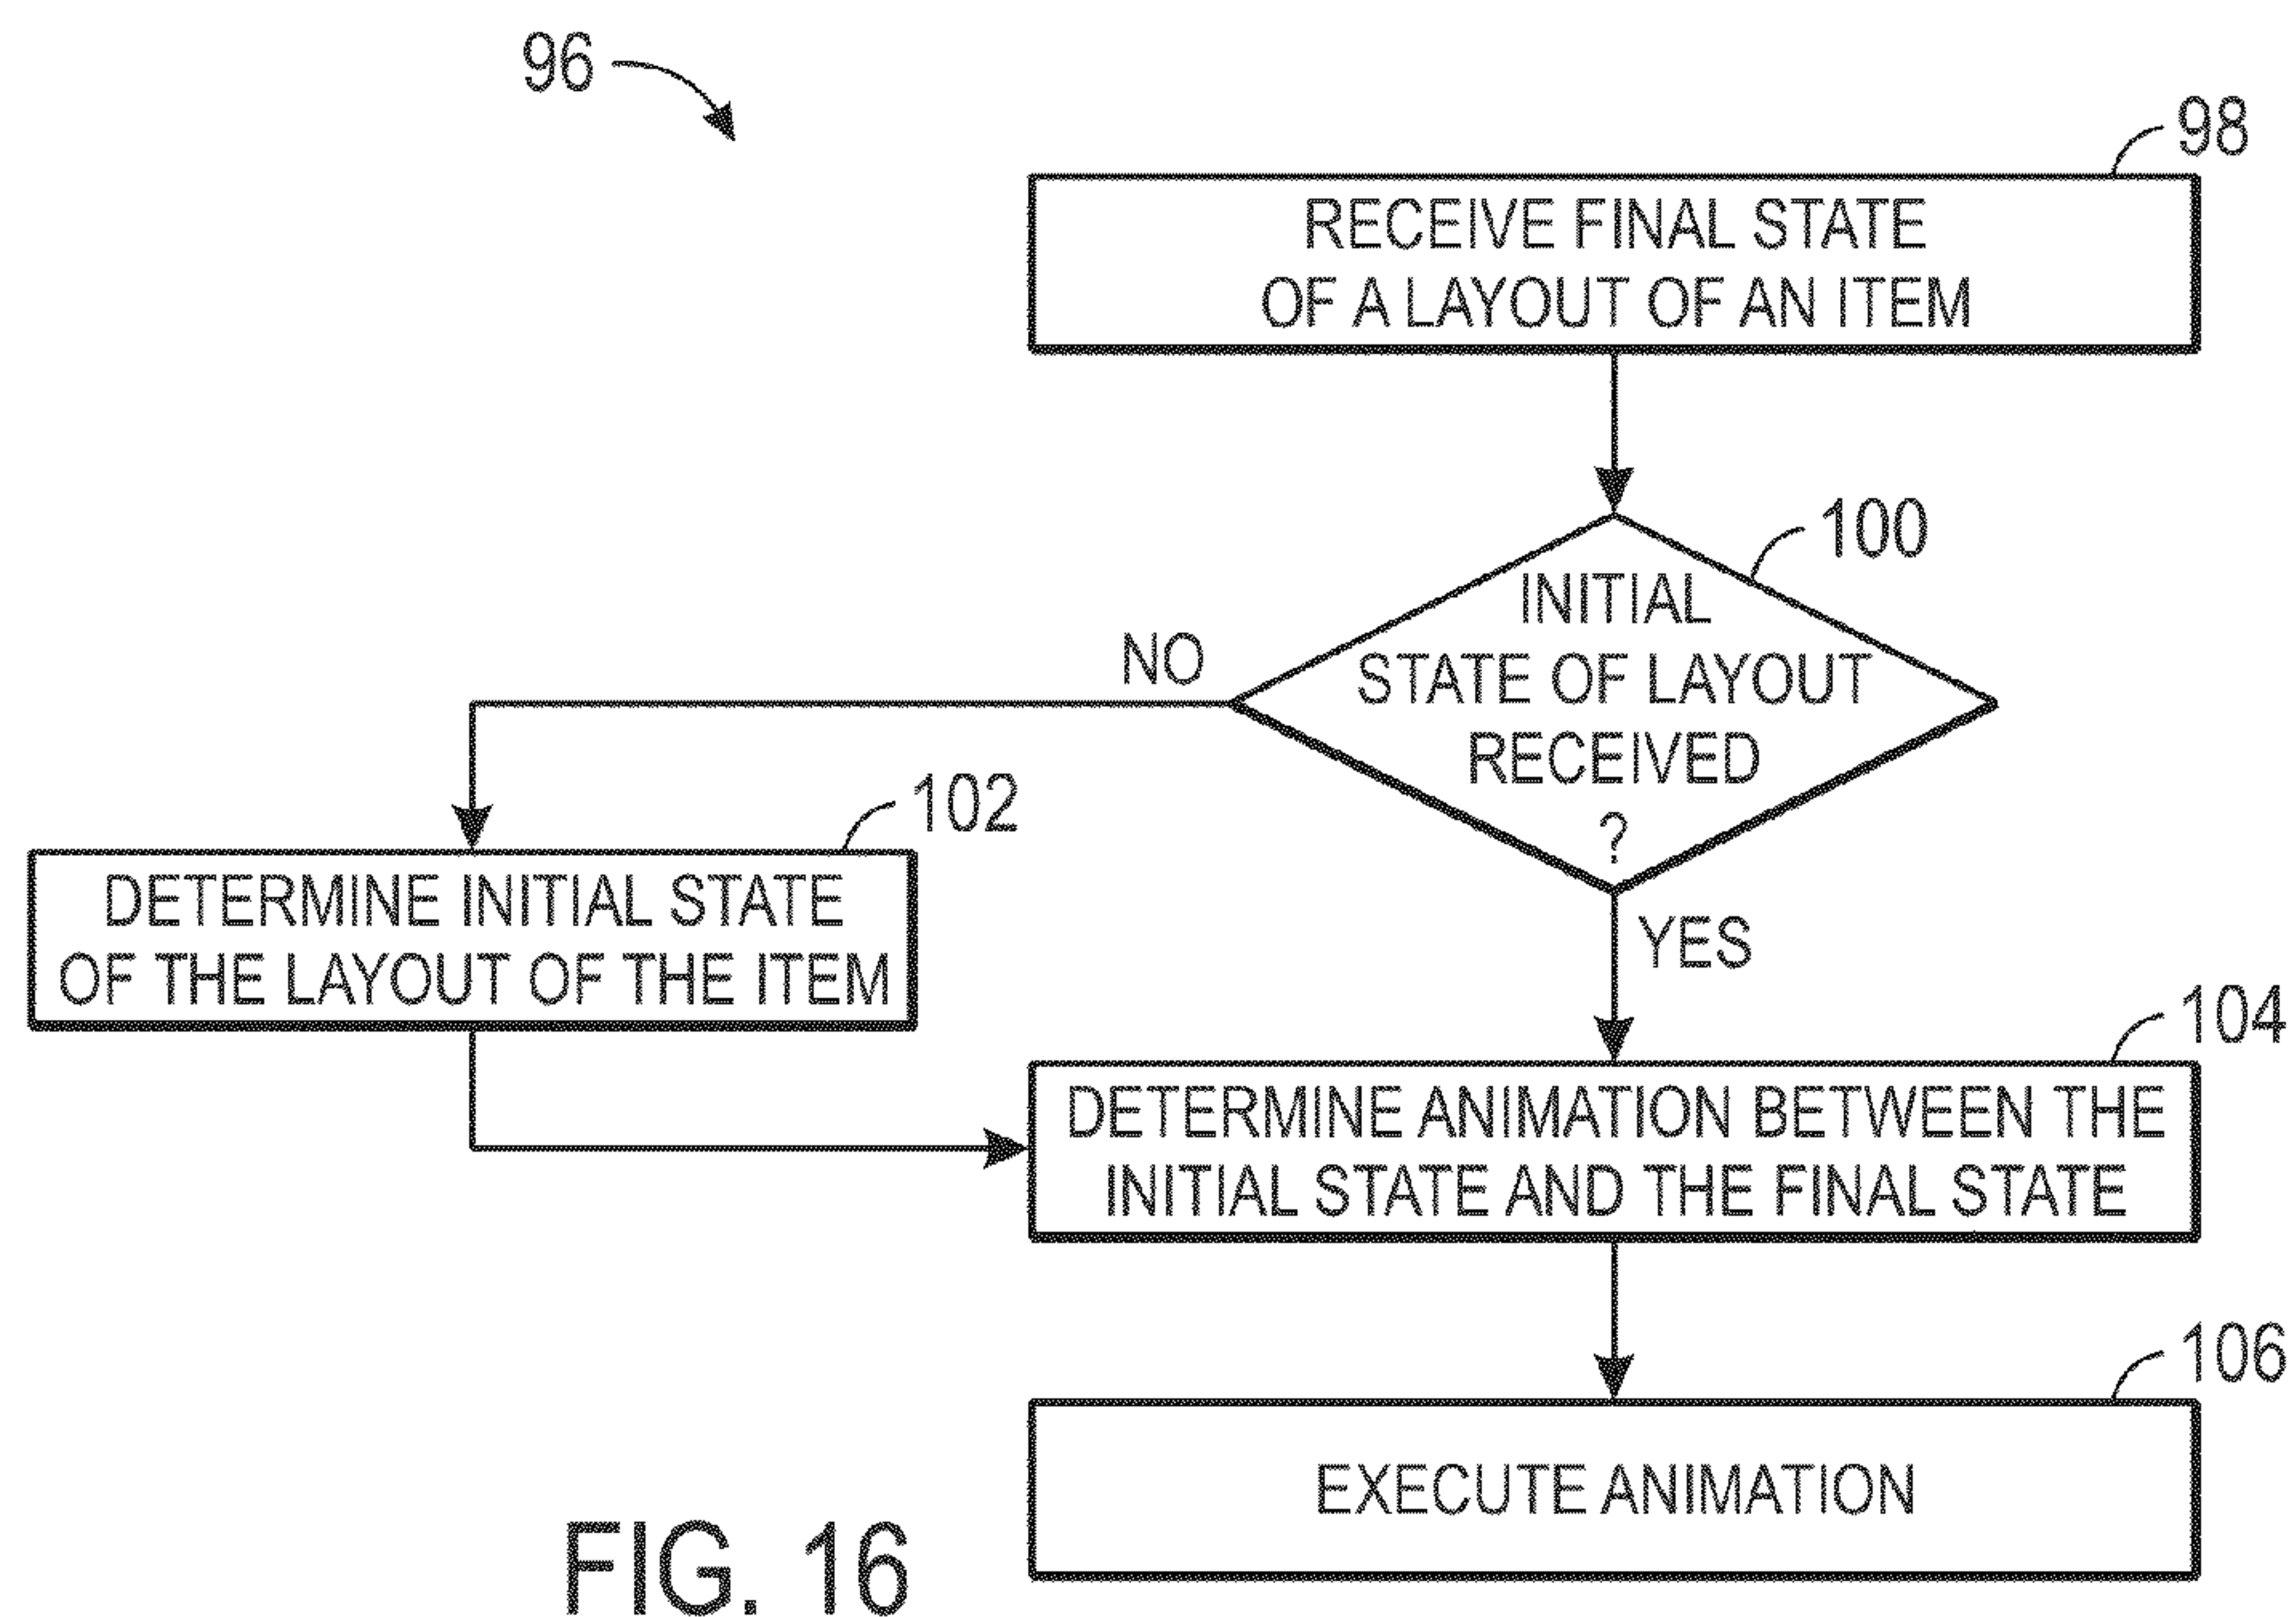 96
98
RECEIVE FINAL STATE
OF A LAYOUT OF AN ITEM
100
INITIAL
STATE OF LAYOUT
RECEIVED
?
NO
YES
102
DETERMINE INITIAL STATE
OF THE LAYOUT OF THE ITEM
104
DETERMINE ANIMATION BETWEEN THE
INITIAL STATE AND THE FINAL STATE
106
EXECUTE ANIMATION
FIG. 16